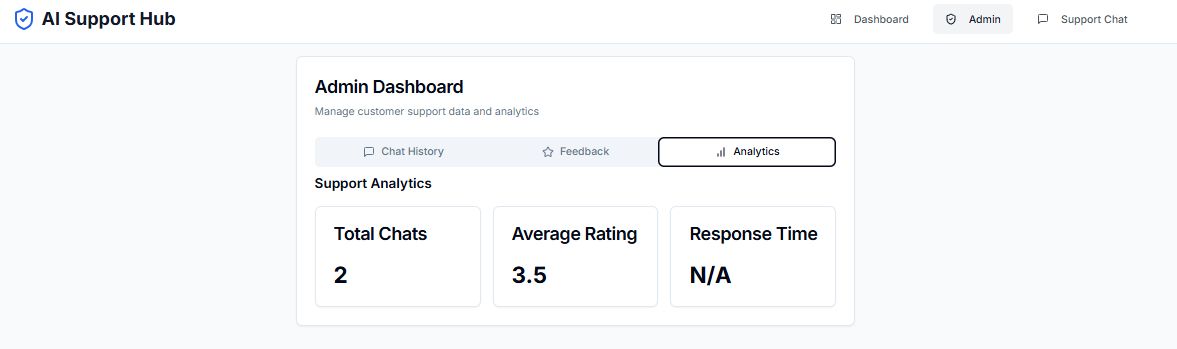 AI Support Hub
Dashboard
Admin
Support Chat
Admin Dashboard
Manage customer support data and analytics
Chat History
Feedback
Analytics
Support Analytics
Total Chats
2
Average Rating
3.5
Response Time
N/A